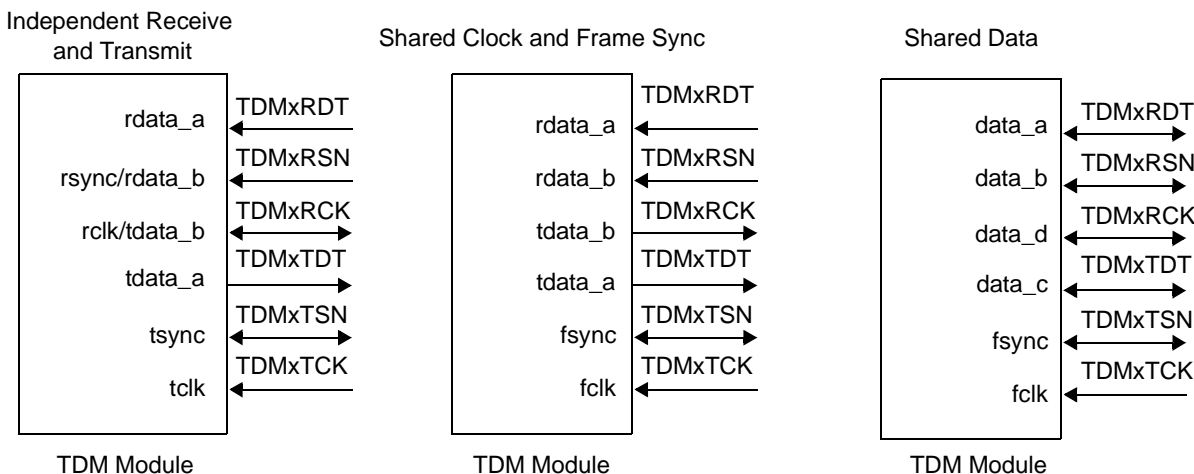 Independent Receive
and Transmit
rdata_a
TDMxRDT
rsync/rdata_b
TDMxRSN
rclk/tdata_b
TDMxRCK
tdata_a
TDMxTDT
tsync
TDMxTSN
tclk
TDMxTCK
TDM Module
Shared Clock and Frame Sync
rdata_a
TDMxRDT
rdata_b
TDMxRSN
tdata_b
TDMxRCK
tdata_a
TDMxTDT
fsync
TDMxTSN
fclk
TDMxTCK
TDM Module
Shared Data
data_a
TDMxRDT
data_b
TDMxRSN
data_d
TDMxRCK
data_c
TDMxTDT
fsync
TDMxTSN
fclk
TDMxTCK
TDM Module